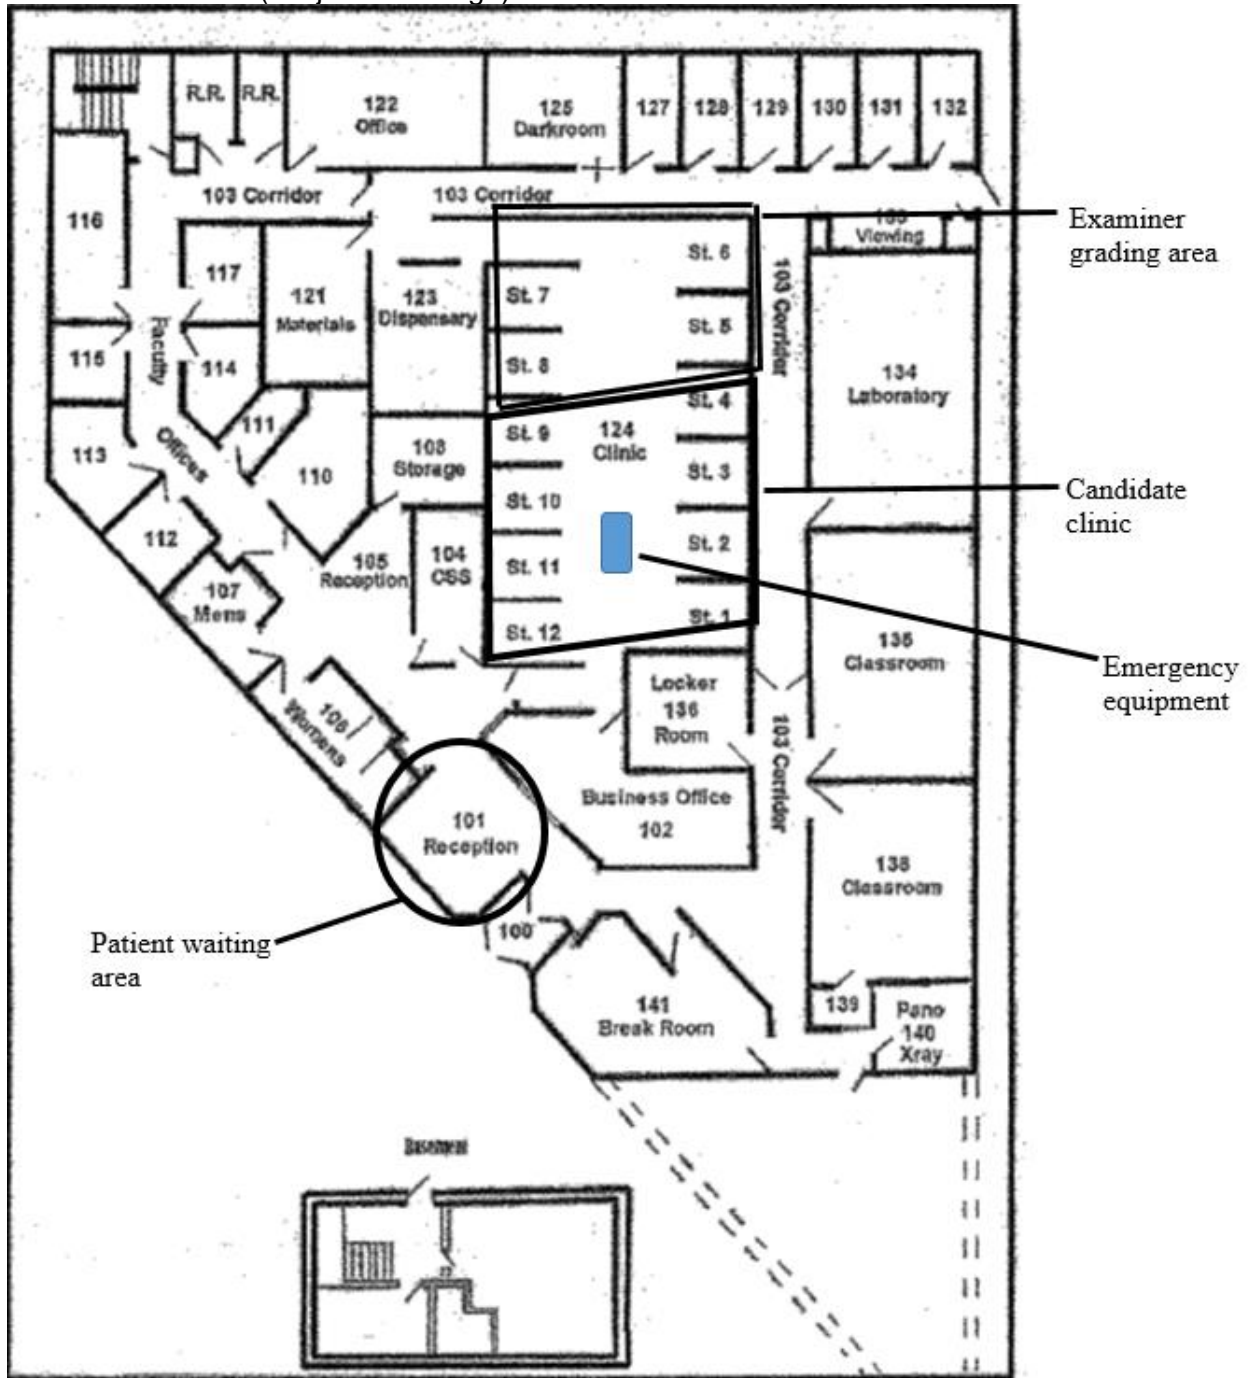 R.R.
R.R.
122
Office
125
Darkroom
127
128
129
130
131
132
103 Corridor
103 Corridor
116
117
121
Materials
123
Dispensary
St. 6
St. 7
St. 5
St. 8
103 Corridor
Viewing
Examiner
grading area
115
Faculty
114
134
Laboratory
111
113
Offices
110
108
Storage
St. 4
St. 9
124
Clinic
St. 3
St. 10
Candidate
clinic
112
105
Reception
104
CSS
St. 2
St. 11
107
Mens
St. 1
St. 12
135
Classroom
Emergency
equipment
106
Womens
Locker
136
Room
103 Corridor
Business Office
102
101
Reception
138
Classroom
Patient waiting
area
100
141
Break Room
139
Pano
140
Xray
Basement